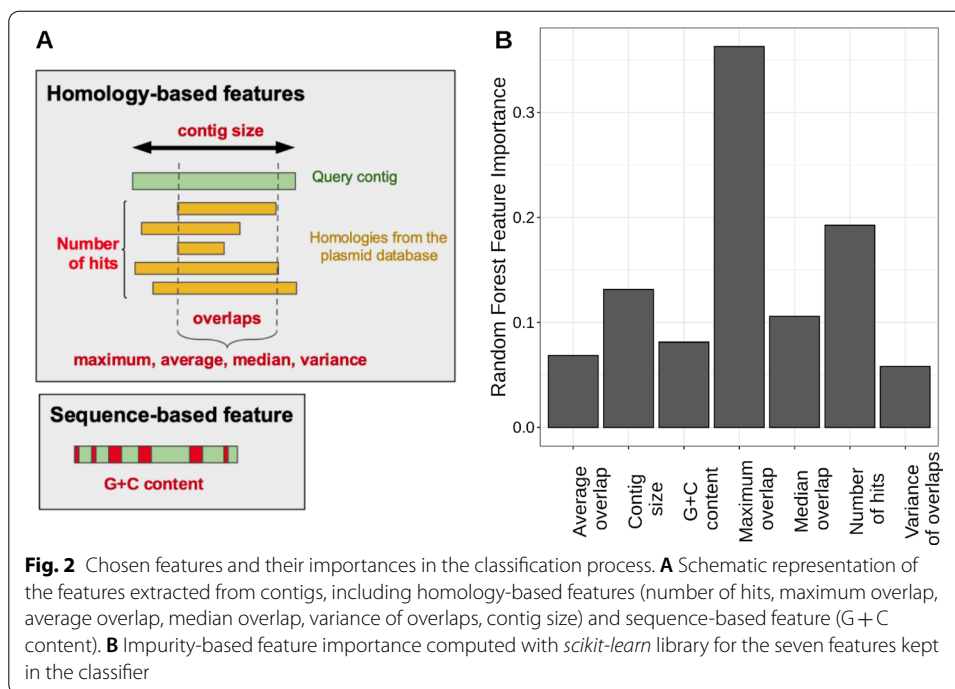 A
Homology-based features
contig size
Query contig
Number
of hits
Homologies from the
plasmid database
overlaps
maximum, average, median, variance
Sequence-based feature
G+C content
B
Random Forest Feature Importance
0.3
0.2
0.1
0.0
Average
overlap
Contig
size
G+C
content
Maximum
overlap
Median
overlap
Number
of hits
Variance
of overlaps
Fig. 2 Chosen features and their importances in the classification process. A Schematic representation of
the features extracted from contigs, including homology-based features (number of hits, maximum overlap,
average overlap, median overlap, variance of overlaps, contig size) and sequence-based feature (G+C
content). B Impurity-based feature importance computed with scikit-learn library for the seven features kept
in the classifier